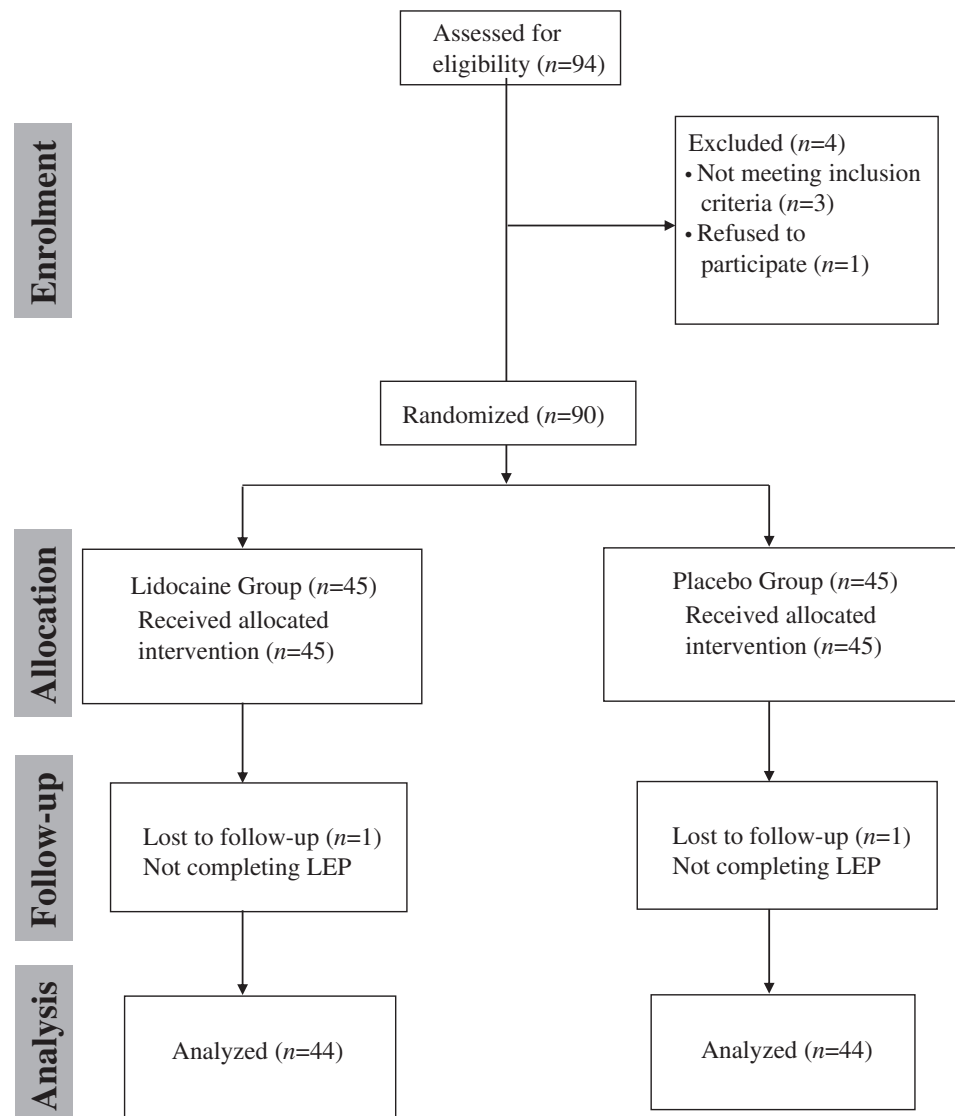 Assessed for
eligibility (n=94)
Enrolment
Excluded (n=4)
• Not meeting inclusion
criteria (n=3)
• Refused to
participate (n=1)
Randomized (n=90)
Allocation
Lidocaine Group (n=45)
Received allocated
intervention (n=45)
Placebo Group (n=45)
Received allocated
intervention (n=45)
Follow-up
Lost to follow-up (n=1)
Not completing LEP
Lost to follow-up (n=1)
Not completing LEP
Analysis
Analyzed (n=44)
Analyzed (n=44)